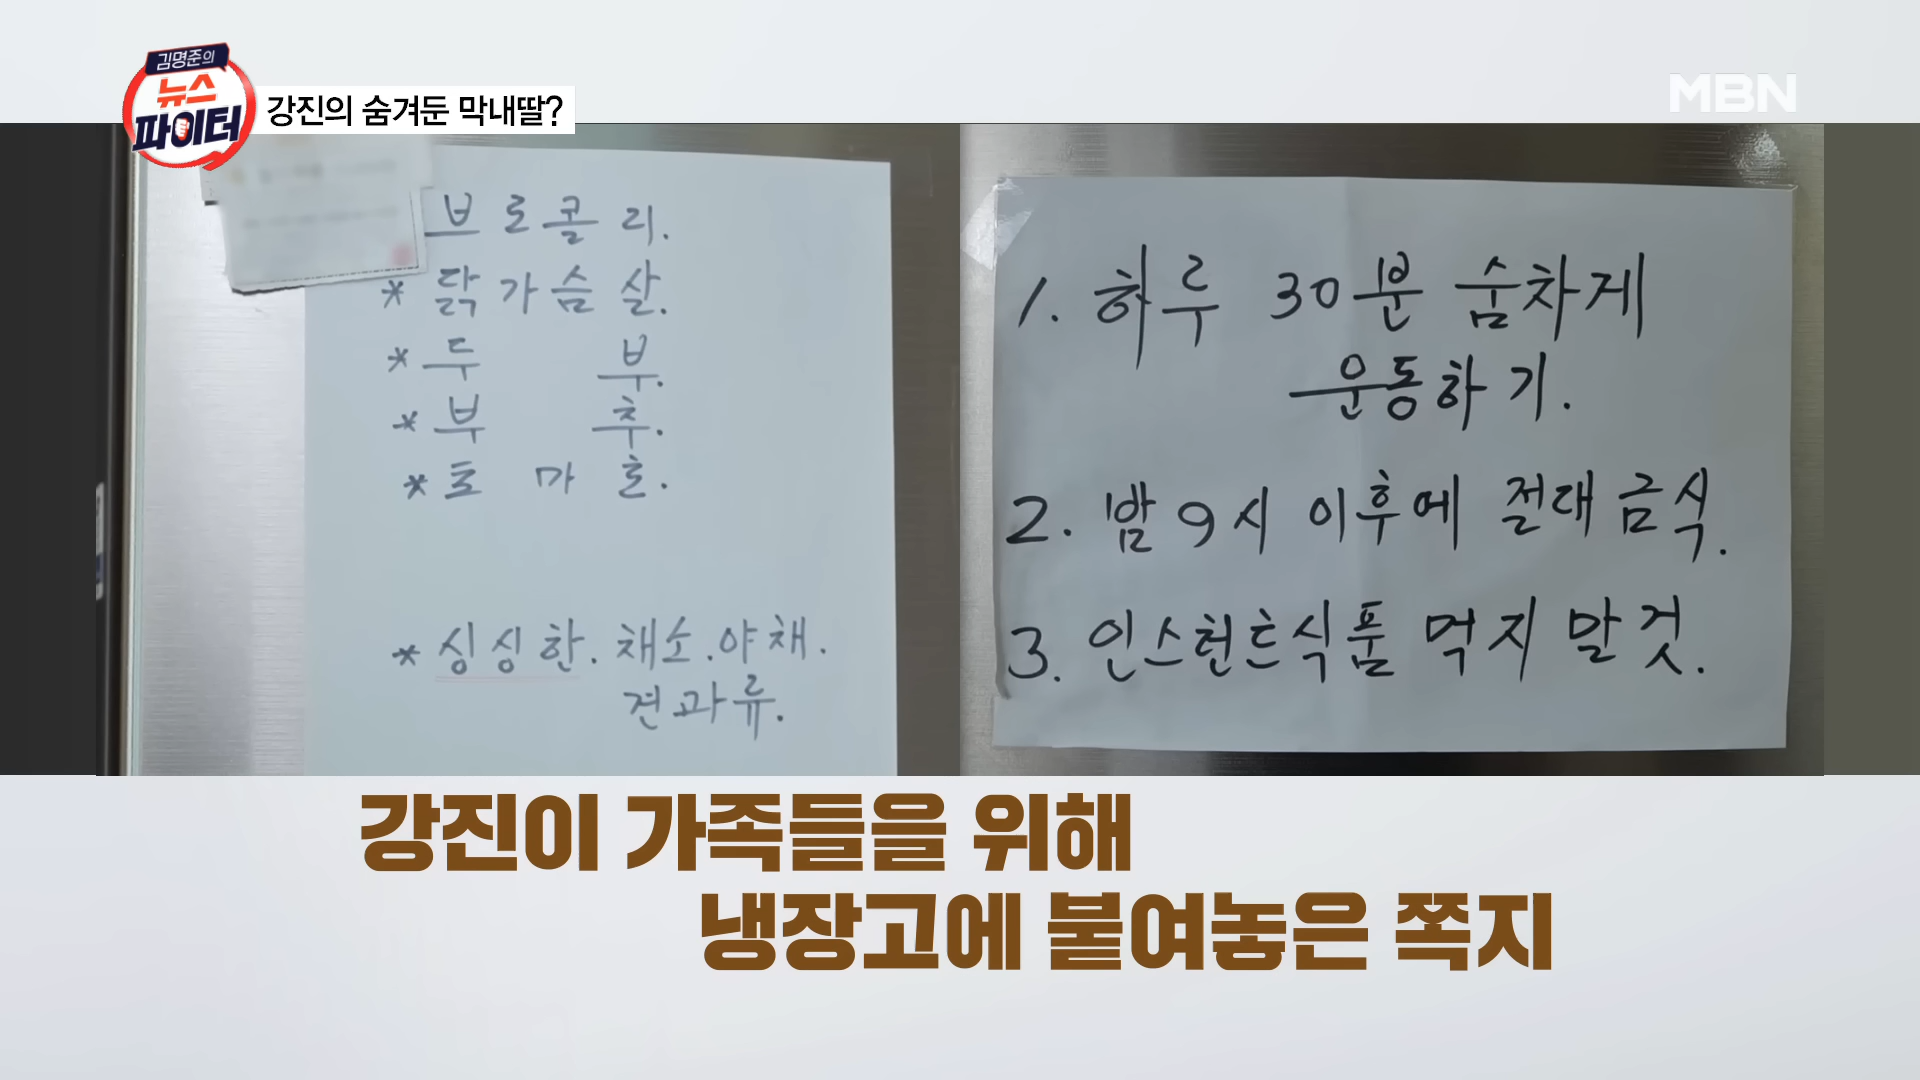 김명준의
뉴스
파이터
강진의 숨겨둔 막내딸?
MBN
브로콜리.
* 닭가슴살.
* 두 부.
* 부 추.
* 토 마 토.
* 싱싱한. 채소. 야채.
견과류.
1. 하루 30분 숨차게
운동하기.
2. 밤 9시 이후에 절대 금식.
3. 인스턴트식품 먹지 말 것.
강진이 가족들을 위해
냉장고에 붙여놓은 쪽지